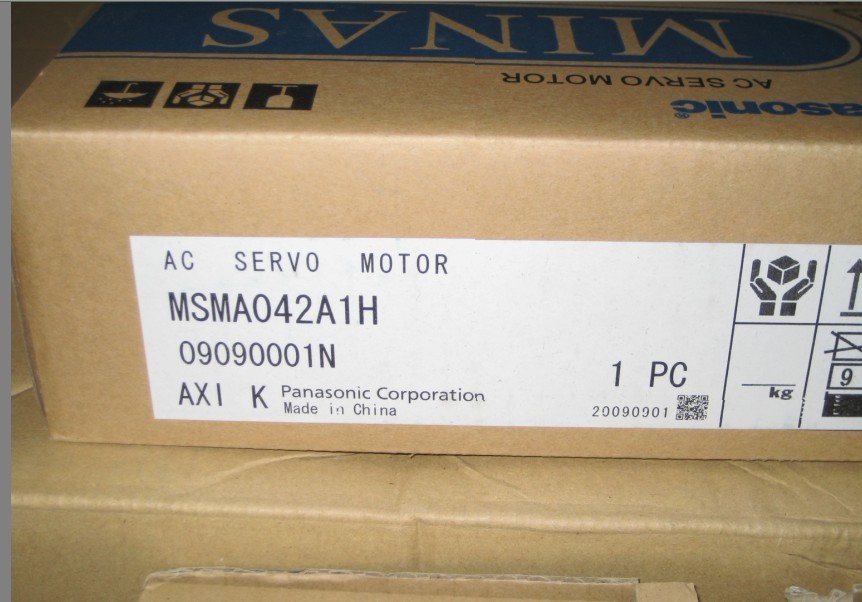 MINAS
AC SERVO MOTOR
asonic®
AC SERVO MOTOR
MSMA042A1H
09090001N
1 PC
AXI K Panasonic Corporation
Made in China
20090901
kg
9